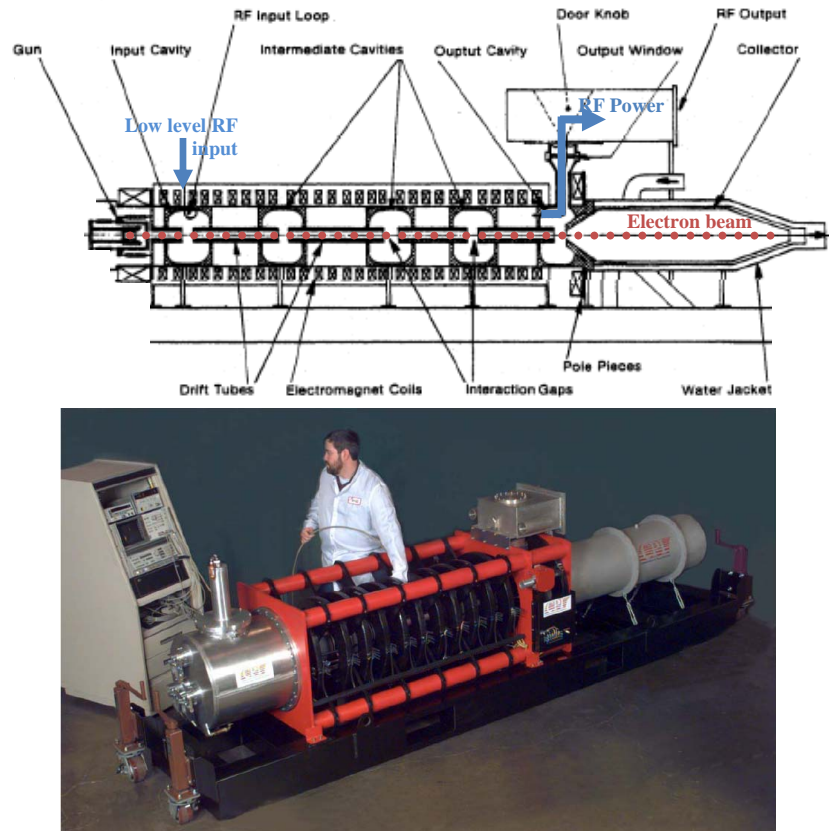 RF Input Loop
Door Knob
RF Output
Gun
Input Cavity
Intermediate Cavities
Ouptut Cavity
Output Window
Collector
RF Power
Low level RF
input
Electron beam
Pole Pieces
Drift Tubes
Electromagnet Coils
Interaction Gaps
Water Jacket